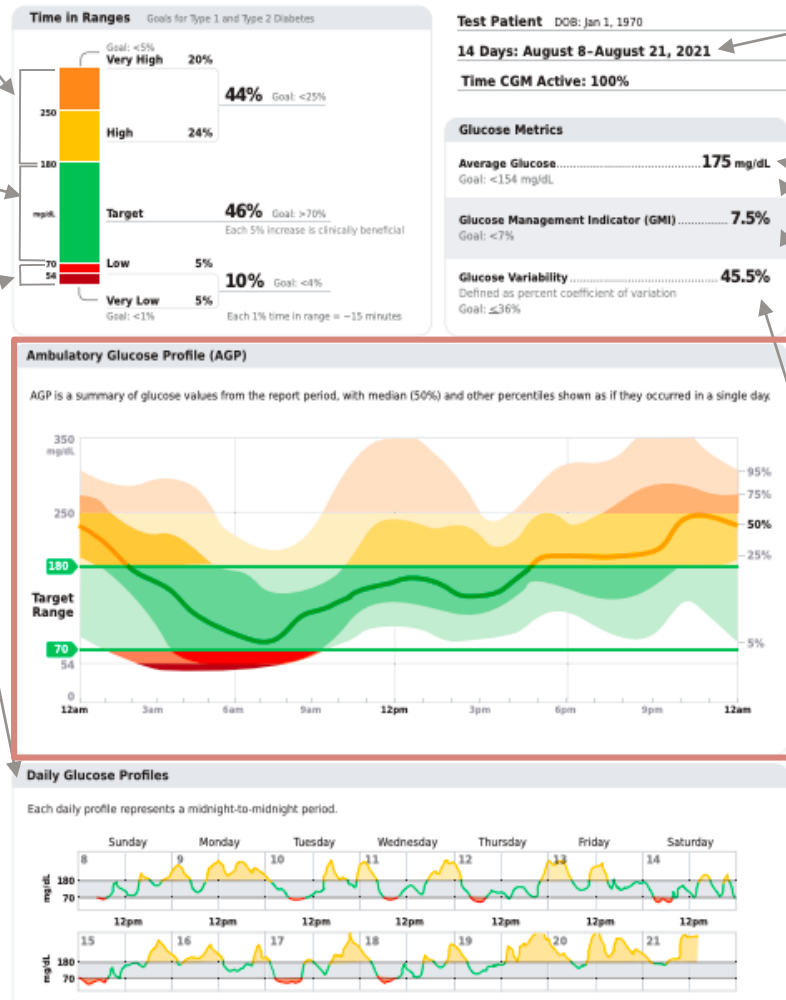 Time in Ranges Goals for Type 1 and Type 2 Diabetes
Goal: <5%
Very High 20%
44% Goal: <25%
250
High 24%
180
mg/dL
Target 46% Goal: >70%
Each 5% increase is clinically beneficial
Low 5%
70
54
10% Goal: <4%
Very Low 5%
Goal: <1% Each 1% time in range = ~15 minutes
Test Patient DOB: Jan 1, 1970
14 Days: August 8–August 21, 2021
Time CGM Active: 100%
Glucose Metrics
Average Glucose 175 mg/dL
Goal: <154 mg/dL
Glucose Management Indicator (GMI) 7.5%
Goal: <7%
Glucose Variability 45.5%
Defined as percent coefficient of variation
Goal: ≤36%
Ambulatory Glucose Profile (AGP)
AGP is a summary of glucose values from the report period, with median (50%) and other percentiles shown as if they occurred in a single day.
350
mg/dL
95%
75%
250
50%
25%
180
Target
Range
70
5%
54
0
12am 3am 6am 9am 12pm 3pm 6pm 9pm 12am
Daily Glucose Profiles
Each daily profile represents a midnight-to-midnight period.
Sunday Monday Tuesday Wednesday Thursday Friday Saturday
8 9 10 11 12 13 14
mg/dL
180
70
12pm 12pm 12pm 12pm 12pm 12pm 12pm
15 16 17 18 19 20 21
mg/dL
180
70